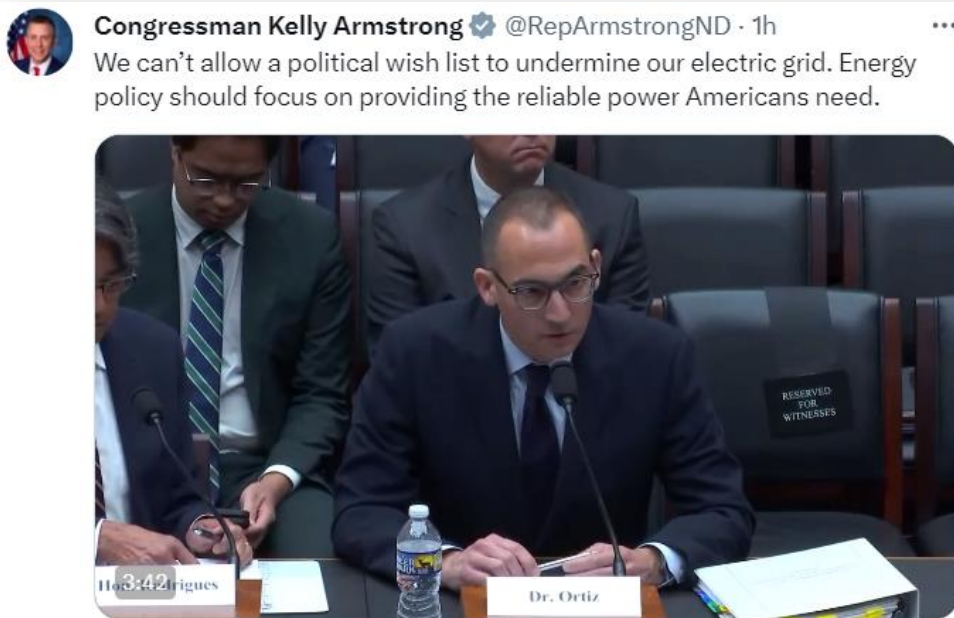 Congressman Kelly Armstrong @RepArmstrongND · 1h
We can’t allow a political wish list to undermine our electric grid. Energy
policy should focus on providing the reliable power Americans need.
RESERVED
FOR
WITNESSES
3:42
Dr. Ortiz